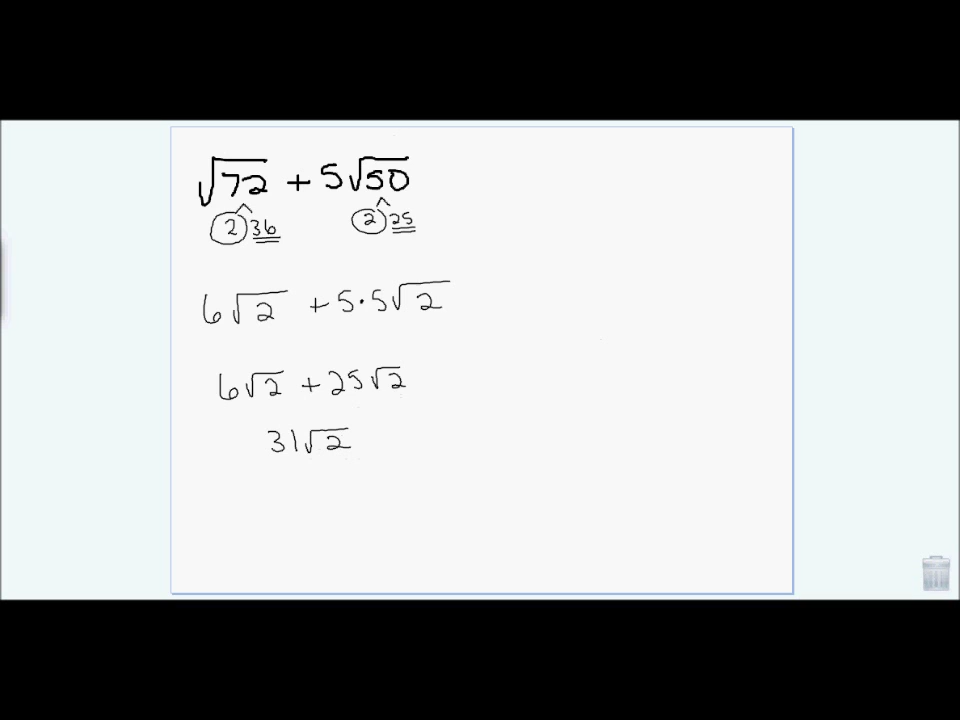 √72 + 5√50
2 36 2 25
6√2 + 5·5√2
6√2 + 25√2
31√2